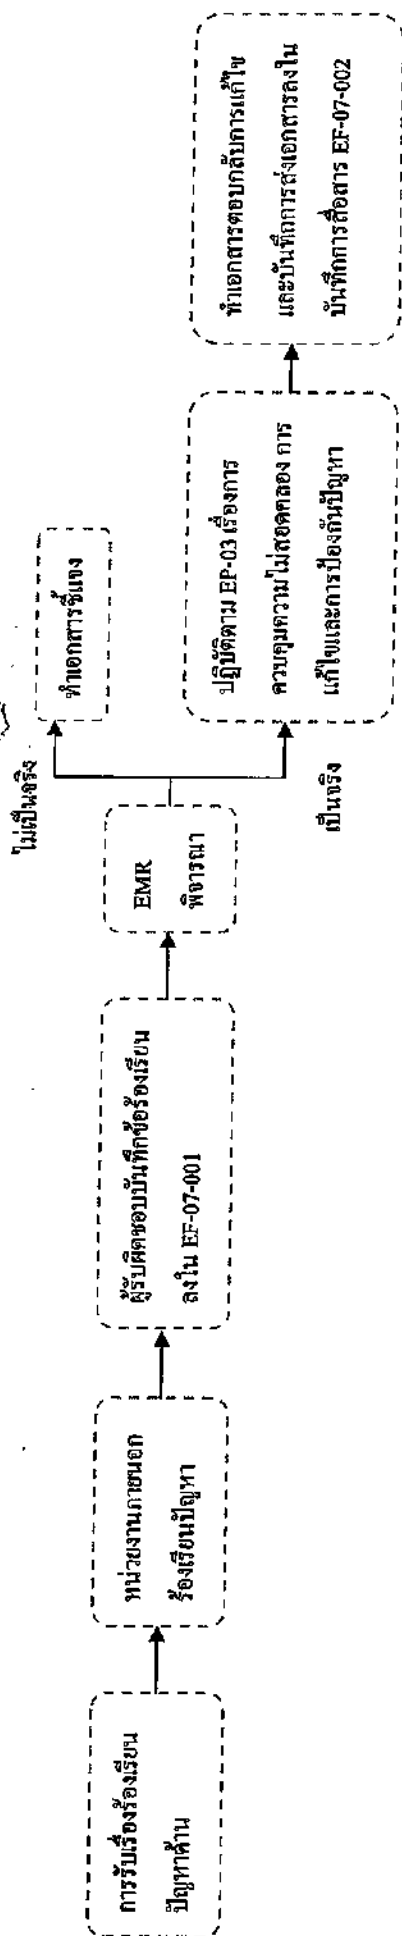 การรับเรื่องร้องเรียน
ปัญหาด้าน
หน่วยงานภายนอก
ร้องเรียนปัญหา
ผู้รับผิดชอบบันทึกข้อร้องเรียน
ลงใน EF-07-001
EMR
พิจารณา
ไม่เป็นจริง
ทำเอกสารชี้แจง
เป็นจริง
ปฏิบัติตาม EP-03 เรื่องการ
ควบคุมความไม่สอดคลอง การ
แก้ไขและการป้องกันปัญหา
ทำเอกสารตอบกลับการแก้ไข
และบันทึกการส่งเอกสารลงใน
บันทึกการสื่อสาร EF-07-002